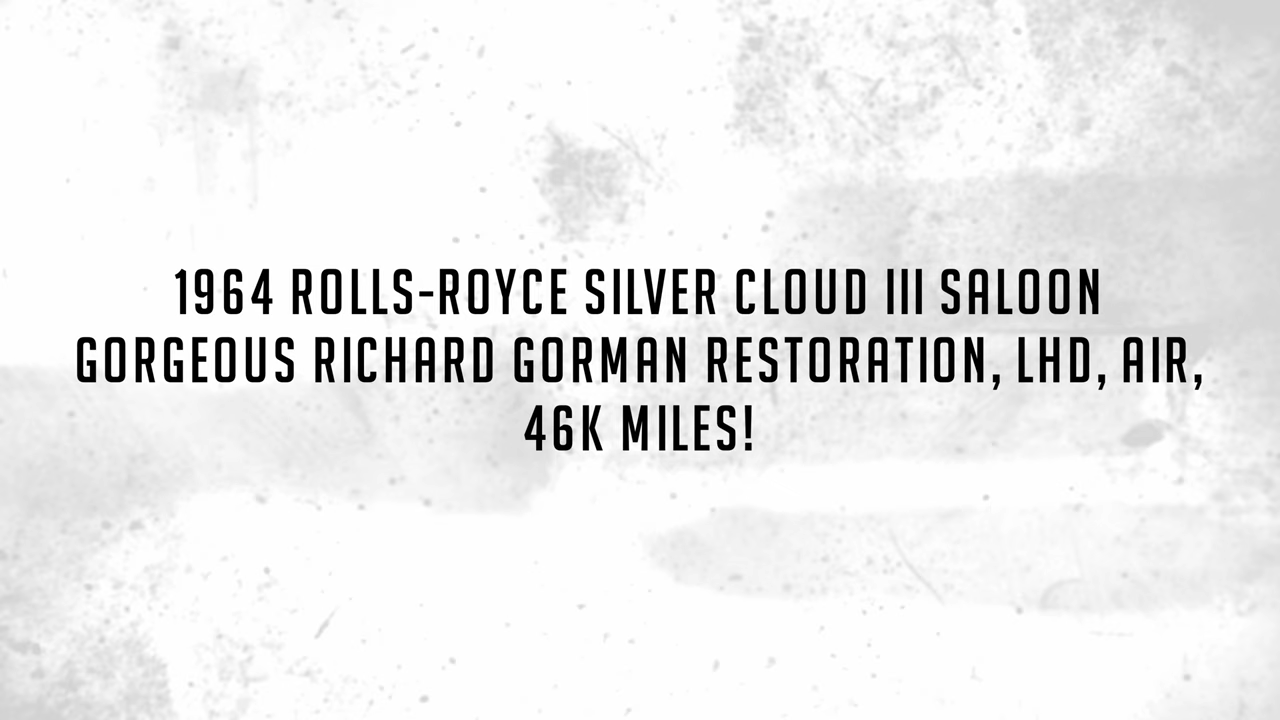 1964 ROLLS-ROYCE SILVER CLOUD III SALOON
GORGEOUS RICHARD GORMAN RESTORATION, LHD, AIR,
46K MILES!